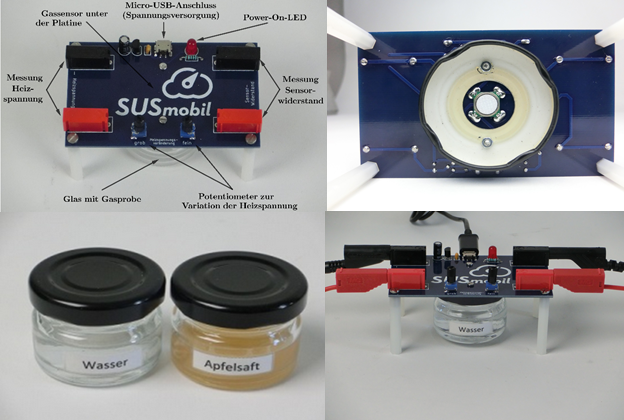 Gassensor unter
der Platine
Micro-USB-Anschluss
(Spannungsversorgung)
Power-On-LED
Messung
Heiz-
spannung
Messung
Sensor-
widerstand
SUSmobil
grob
fein
Glas mit Gasprobe
Potentiometer zur
Variation der Heizspannung
Wasser
Apfelsaft
SUSmobil
Wasser